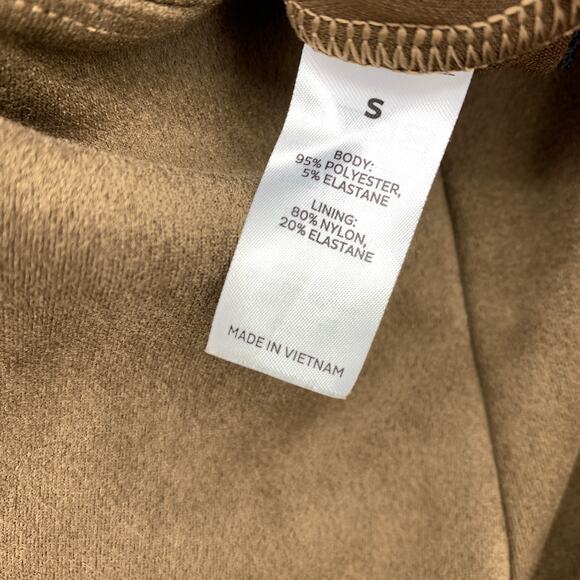 S
BODY:
95% POLYESTER,
5% ELASTANE
LINING:
80% NYLON,
20% ELASTANE
MADE IN VIETNAM